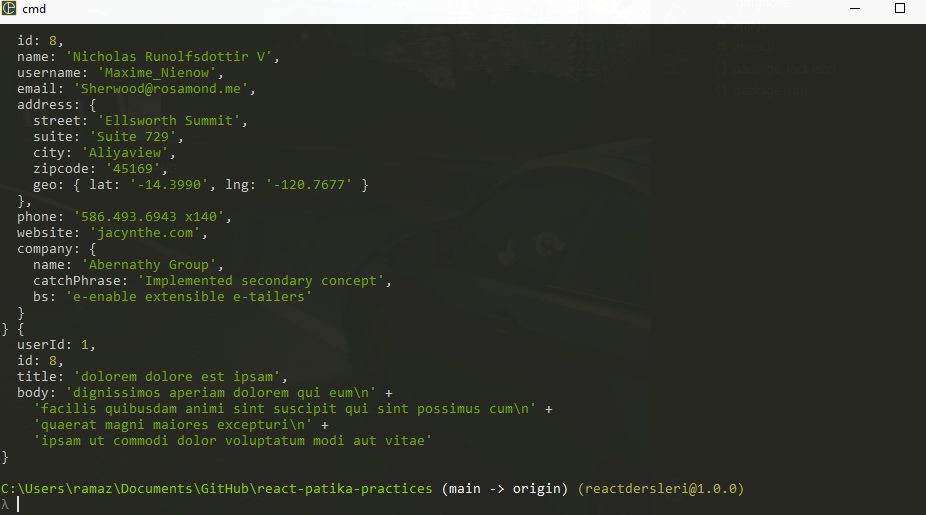 cmd
id: 8,
name: 'Nicholas Runolfsdottir V',
username: 'Maxime_Nienow',
email: 'Sherwood@rosamond.me',
address: {
street: 'Ellsworth Summit',
suite: 'Suite 729',
city: 'Aliyaview',
zipcode: '45169',
geo: { lat: '-14.3990', lng: '-120.7677' }
},
phone: '586.493.6943 x140',
website: 'jacynthe.com',
company: {
name: 'Abernathy Group',
catchPhrase: 'Implemented secondary concept',
bs: 'e-enable extensible e-tailers'
}
} {
userId: 1,
id: 8,
title: 'dolorem dolore est ipsam',
body: 'dignissimos aperiam dolorem qui eum\n' +
'facilis quibusdam animi sint suscipit qui sint possimus cum\n' +
'quaerat magni maiores excepturi\n' +
'ipsam ut commodi dolor voluptatum modi aut vitae'
}
C:\Users\ramaz\Documents\GitHub\react-patika-practices (main -> origin) (reactdersleri@1.0.0)
λ